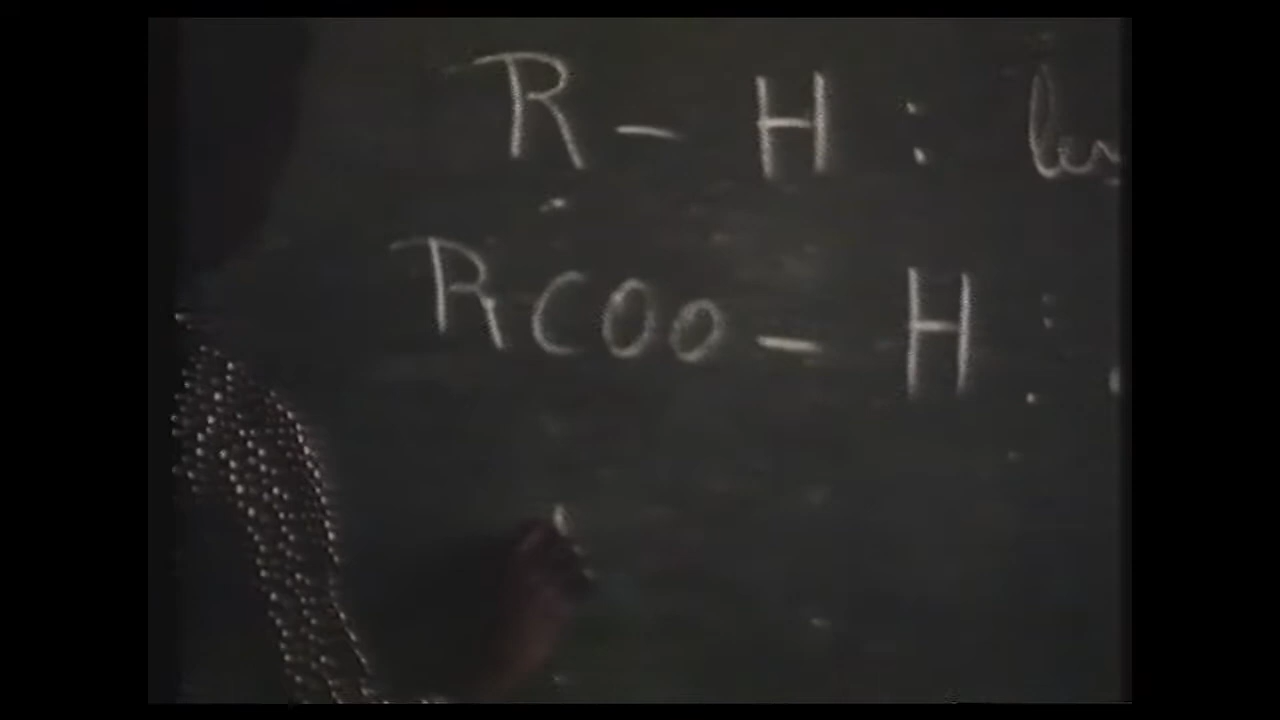 R – H :
RCOO – H :